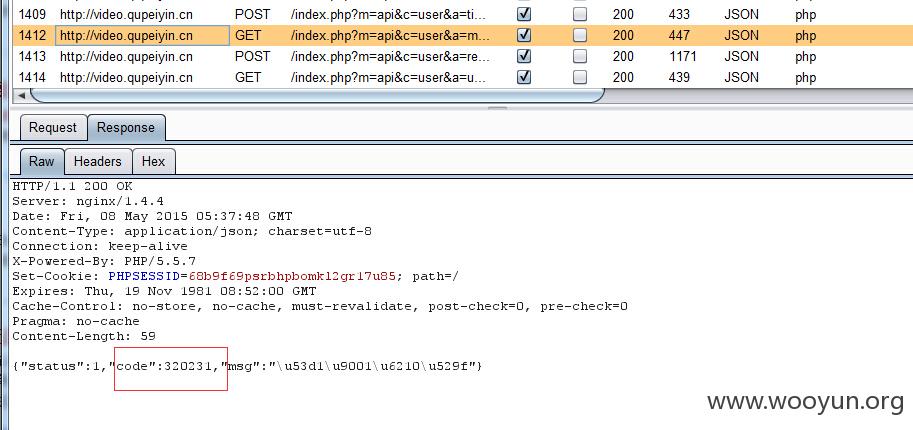 1409 http://video.qupeiyin.cn POST /index.php?m=api&c=user&a=ti... 200 433 JSON php
1412 http://video.qupeiyin.cn GET /index.php?m=api&c=user&a=m... 200 447 JSON php
1413 http://video.qupeiyin.cn POST /index.php?m=api&c=user&a=re... 200 1171 JSON php
1414 http://video.qupeiyin.cn GET /index.php?m=api&c=user&a=u... 200 439 JSON php
Request Response
Raw Headers Hex
HTTP/1.1 200 OK
Server: nginx/1.4.4
Date: Fri, 08 May 2015 05:37:48 GMT
Content-Type: application/json; charset=utf-8
Connection: keep-alive
X-Powered-By: PHP/5.5.7
Set-Cookie: PHPSESSID=68b9f69psrbhpbomkl2gr17u85; path=/
Expires: Thu, 19 Nov 1981 08:52:00 GMT
Cache-Control: no-store, no-cache, must-revalidate, post-check=0, pre-check=0
Pragma: no-cache
Content-Length: 59
{"status":1,"code":320231,"msg":"\u53d1\u9001\u6210\u529f"}
www.wooyun.org